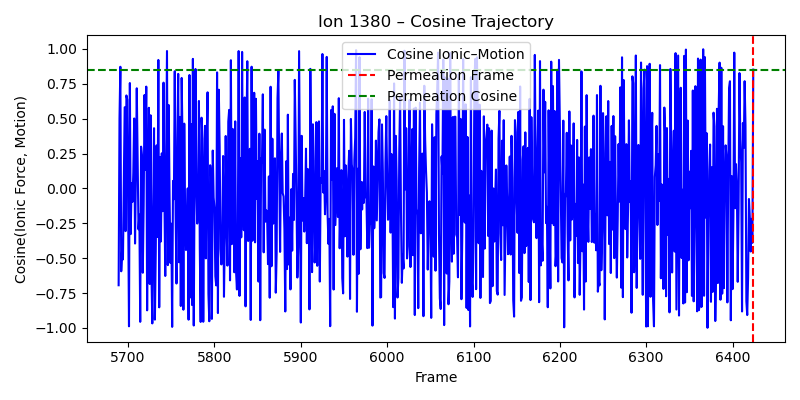 Ion 1380 – Cosine Trajectory
Cosine Ionic–Motion
Permeation Frame
Permeation Cosine
Cosine(Ionic Force, Motion)
1.00
0.75
0.50
0.25
0.00
−0.25
−0.50
−0.75
−1.00
5700 5800 5900 6000 6100 6200 6300 6400
Frame